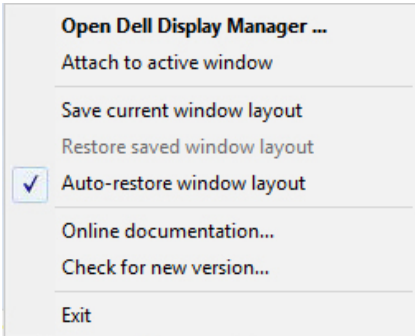 Open Dell Display Manager ...
Attach to active window
Save current window layout
Restore saved window layout
Auto-restore window layout
Online documentation...
Check for new version...
Exit